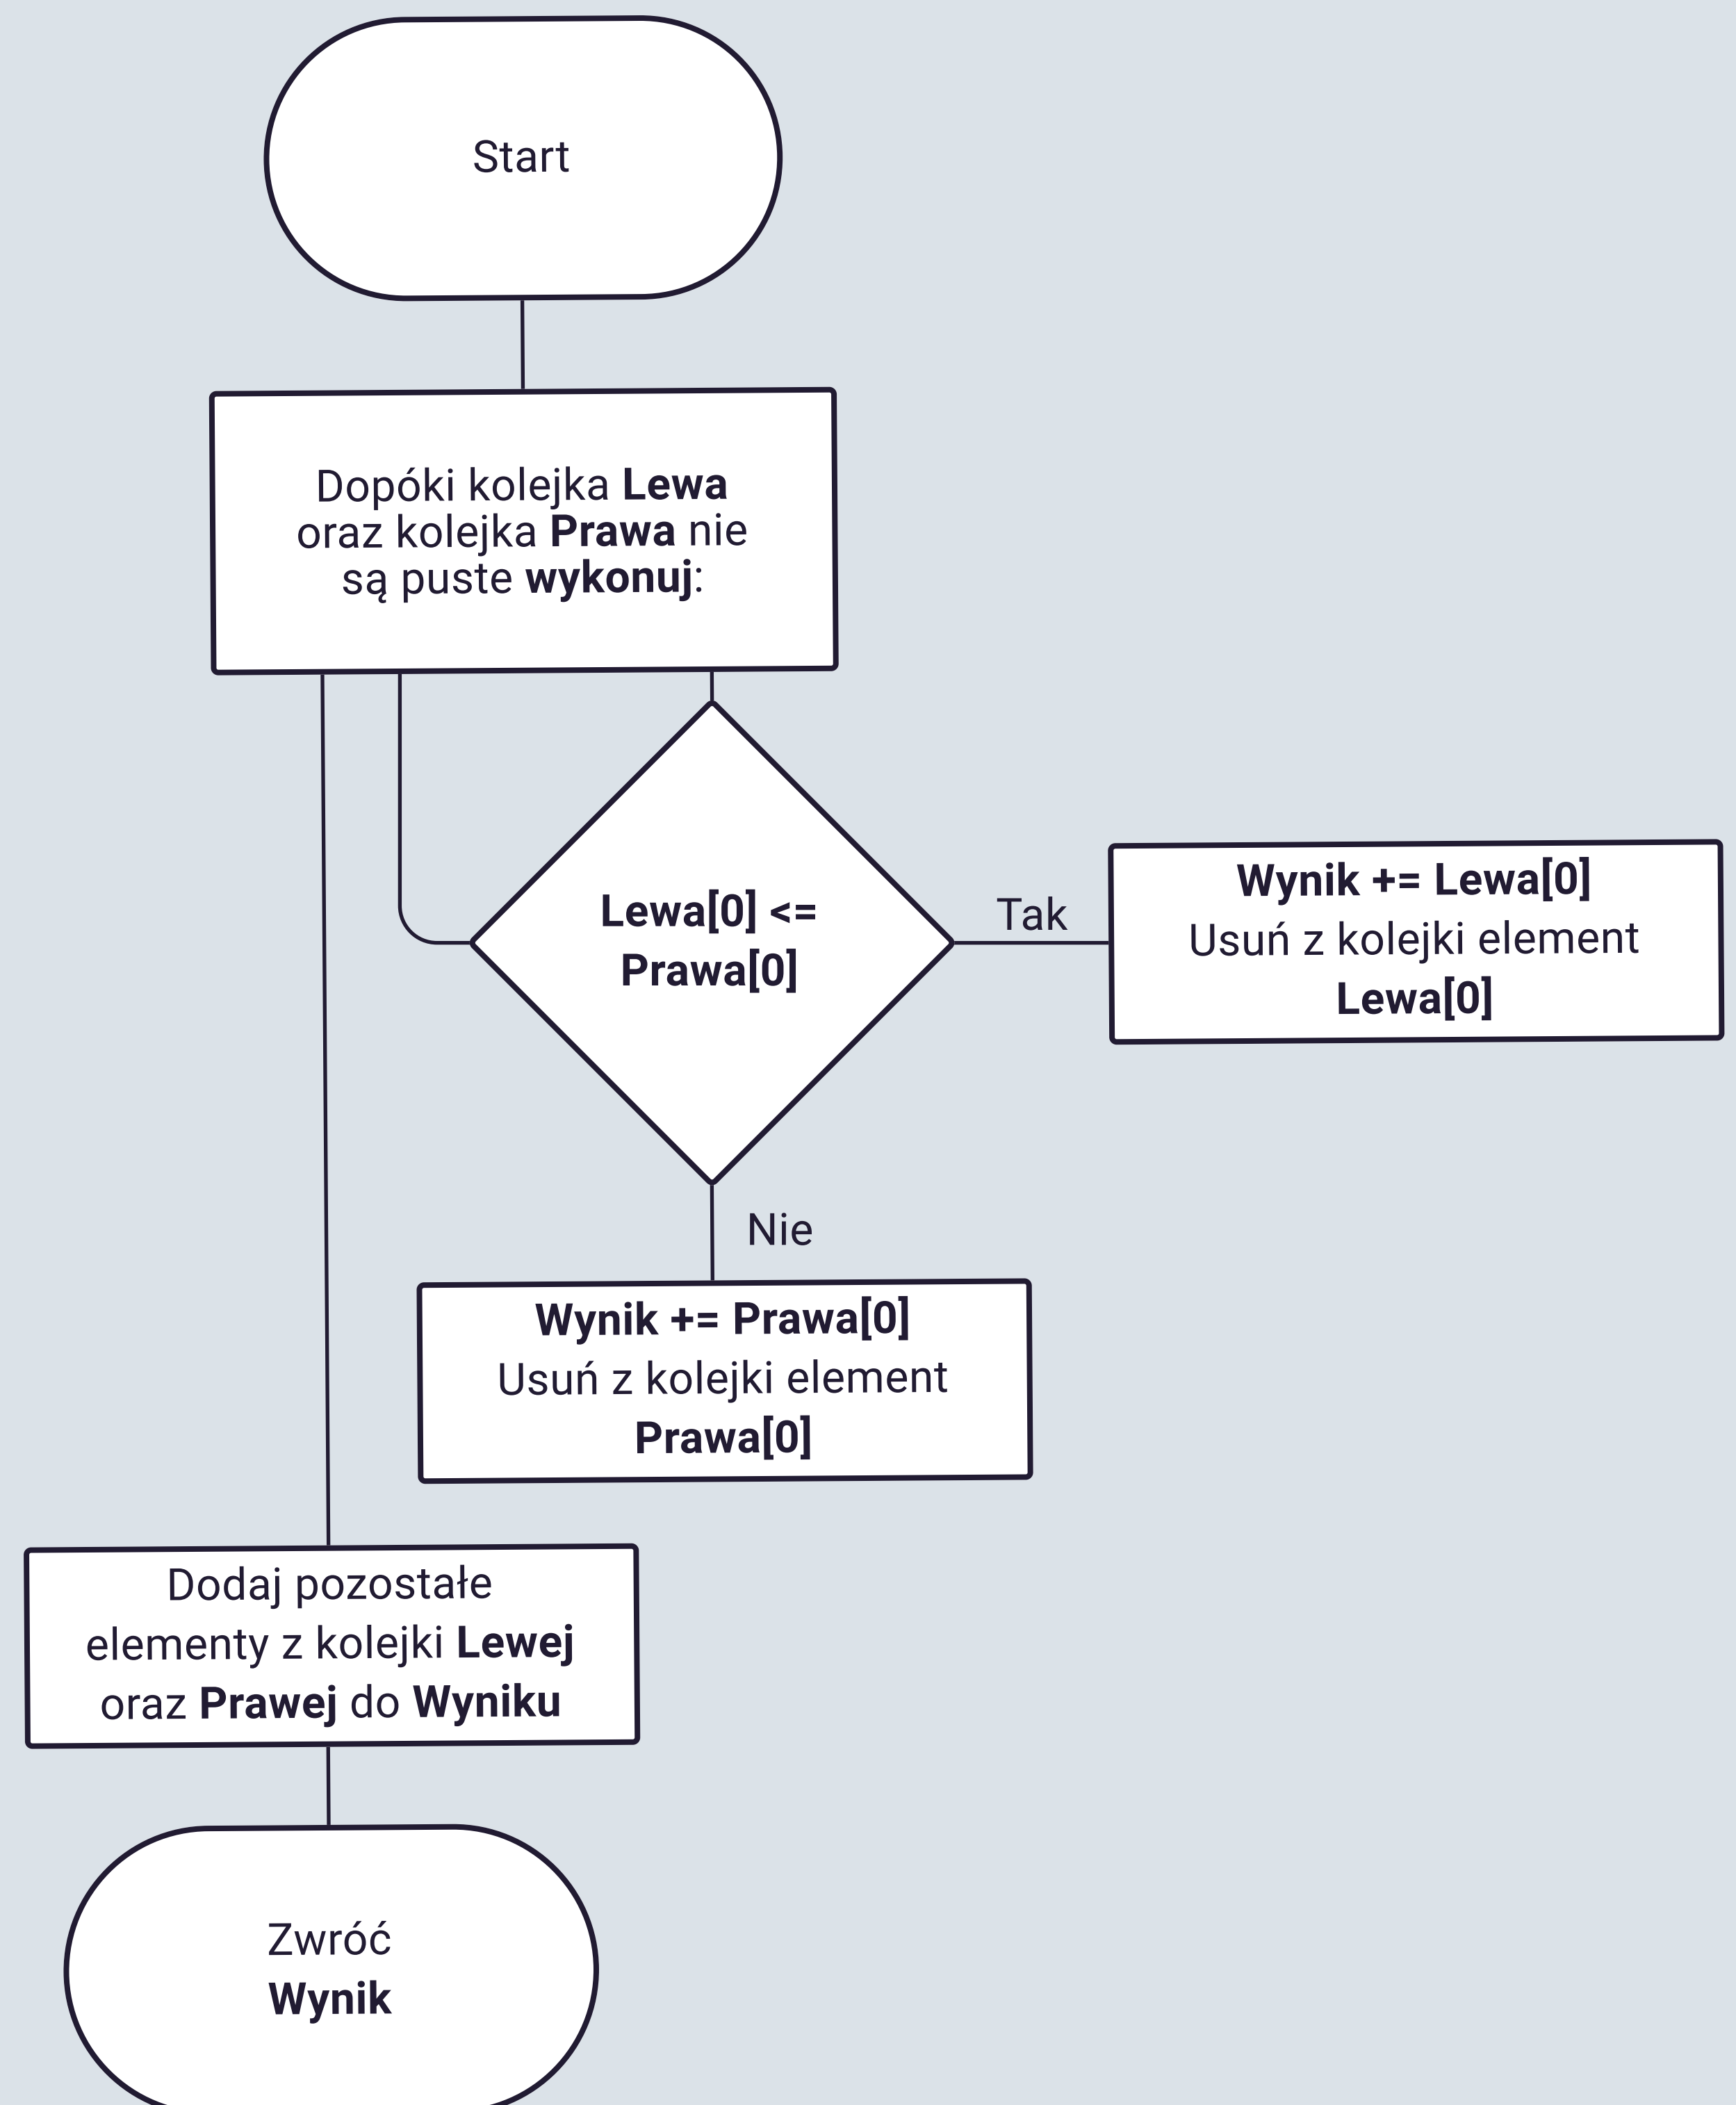 Start
Dopóki kolejka Lewa
oraz kolejka Prawa nie
są puste wykonuj:
Lewa[0] <=
Prawa[0]
Tak
Wynik += Lewa[0]
Usuń z kolejki element
Lewa[0]
Nie
Wynik += Prawa[0]
Usuń z kolejki element
Prawa[0]
Dodaj pozostałe
elementy z kolejki Lewej
oraz Prawej do Wyniku
Zwróć
Wynik